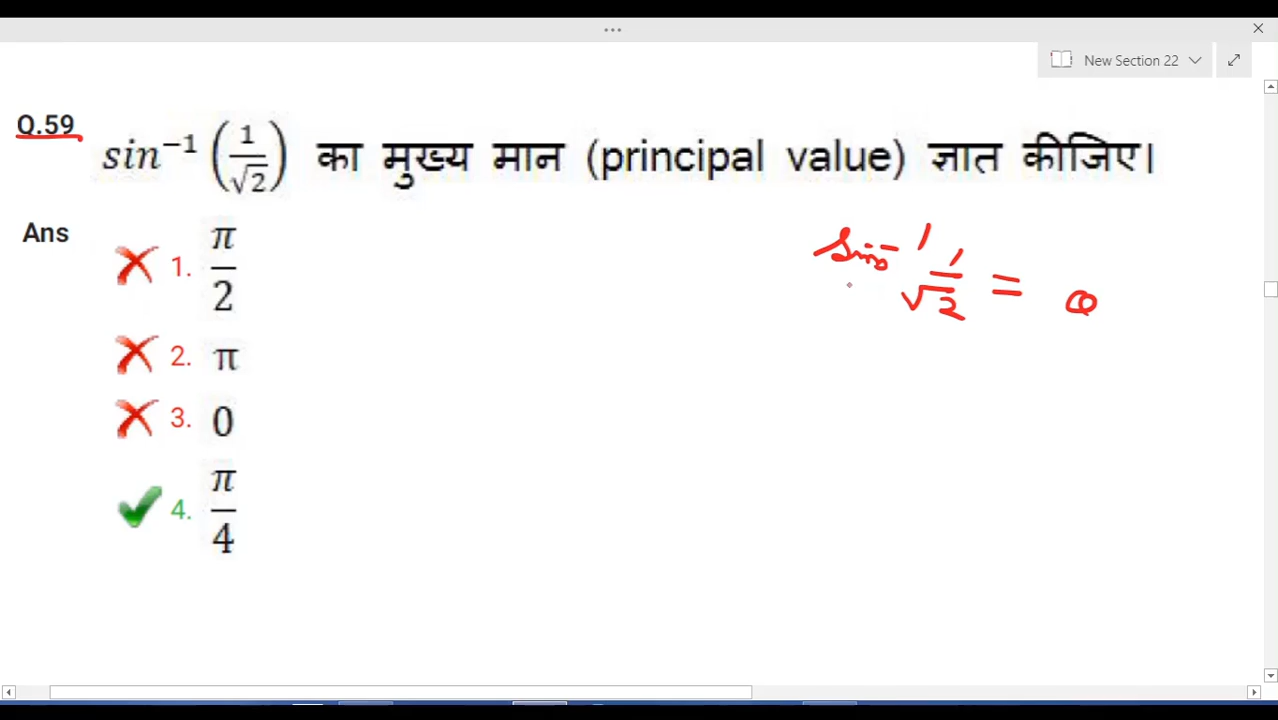 New Section 22
Q.59
sin⁻¹ (1/√2) का मुख्य मान (principal value) ज्ञात कीजिए।
Ans
1. π/2
2. π
3. 0
4. π/4
sin⁻¹ 1/√2 = θ